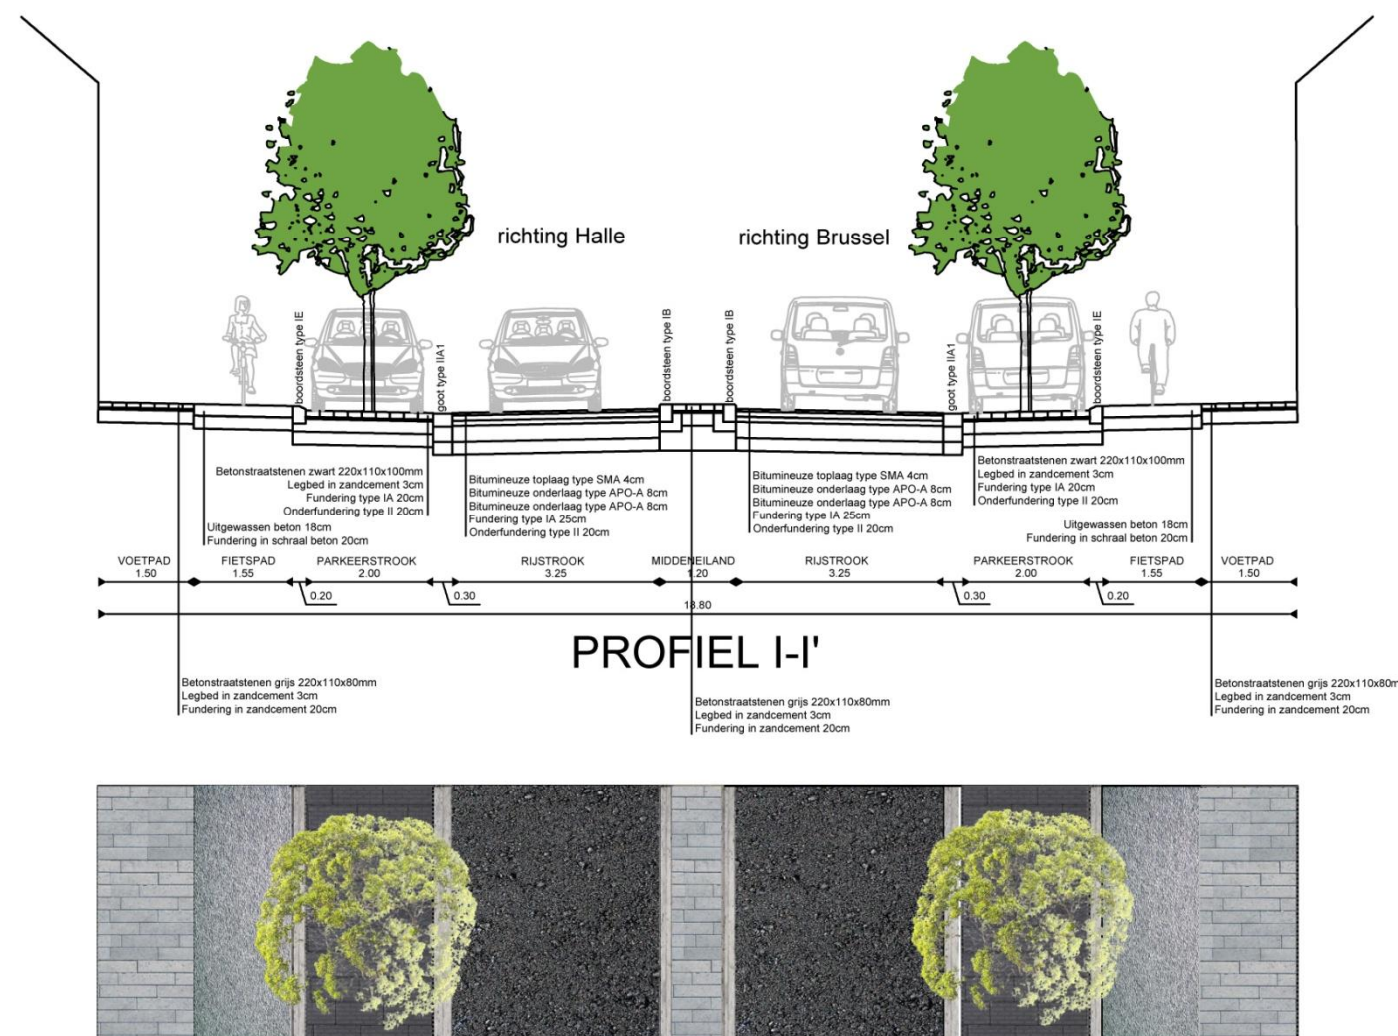 richting Halle
richting Brussel
boordsteen type IE
goot type IIA1
boordsteen type IB
boordsteen type IB
goot type IIA1
boordsteen type IE
Betonstraatstenen zwart 220x110x100mm
Legbed in zandcement 3cm
Fundering type IA 20cm
Onderfundering type II 20cm
Uitgewassen beton 18cm
Fundering in schraal beton 20cm
Bitumineuze toplaag type SMA 4cm
Bitumineuze onderlaag type APO-A 8cm
Bitumineuze onderlaag type APO-A 8cm
Fundering type IA 25cm
Onderfundering type II 20cm
Bitumineuze toplaag type SMA 4cm
Bitumineuze onderlaag type APO-A 8cm
Bitumineuze onderlaag type APO-A 8cm
Fundering type IA 25cm
Onderfundering type II 20cm
Betonstraatstenen zwart 220x110x100mm
Legbed in zandcement 3cm
Fundering type IA 20cm
Onderfundering type II 20cm
Uitgewassen beton 18cm
Fundering in schraal beton 20cm
VOETPAD FIETSPAD PARKEERSTROOK RIJSTROOK MIDDENEILAND RIJSTROOK PARKEERSTROOK FIETSPAD VOETPAD
1.50 1.55 2.00 3.25 1.20 3.25 2.00 1.55 1.50
0.20 0.30 0.30 0.20
18.80
PROFIEL I-I'
Betonstraatstenen grijs 220x110x80mm
Legbed in zandcement 3cm
Fundering in zandcement 20cm
Betonstraatstenen grijs 220x110x80mm
Legbed in zandcement 3cm
Fundering in zandcement 20cm
Betonstraatstenen grijs 220x110x80m
Legbed in zandcement 3cm
Fundering in zandcement 20cm